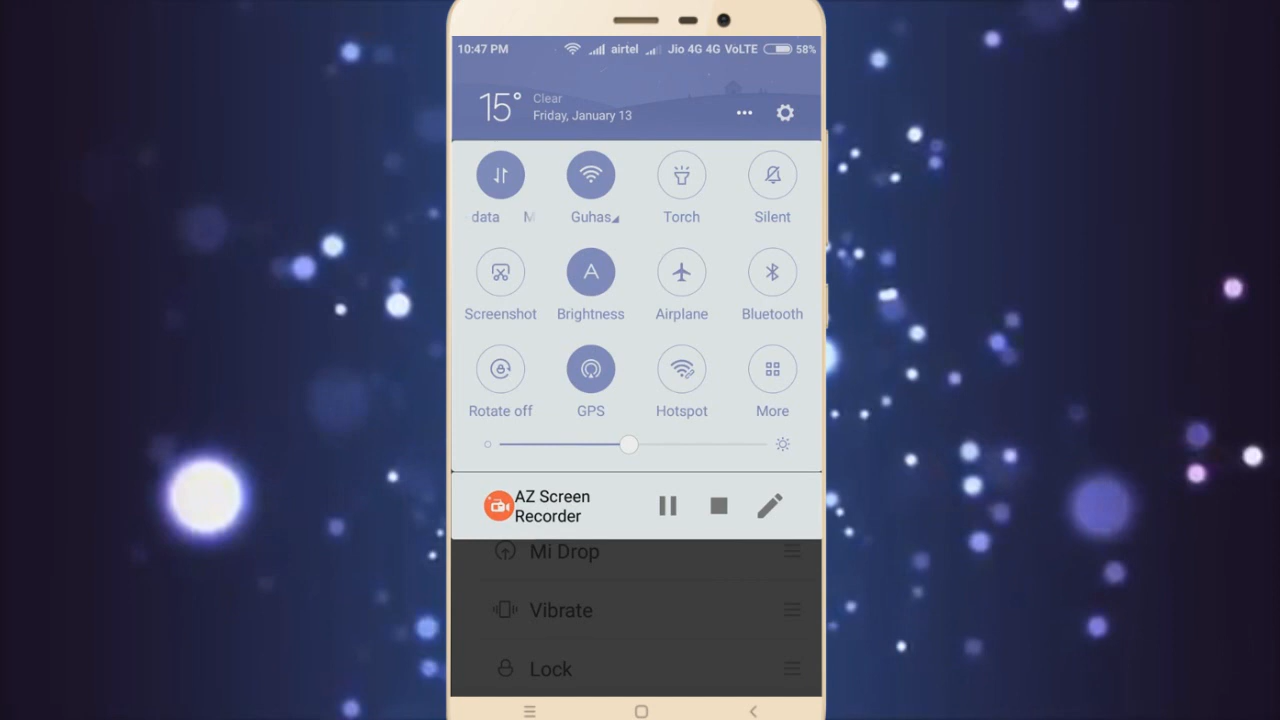 10:47 PM airtel Jio 4G 4G VoLTE 58%
15° Clear
Friday, January 13
data M Guhas Torch Silent
A
Screenshot Brightness Airplane Bluetooth
Rotate off GPS Hotspot More
AZ Screen
Recorder
Mi Drop
Vibrate
Lock